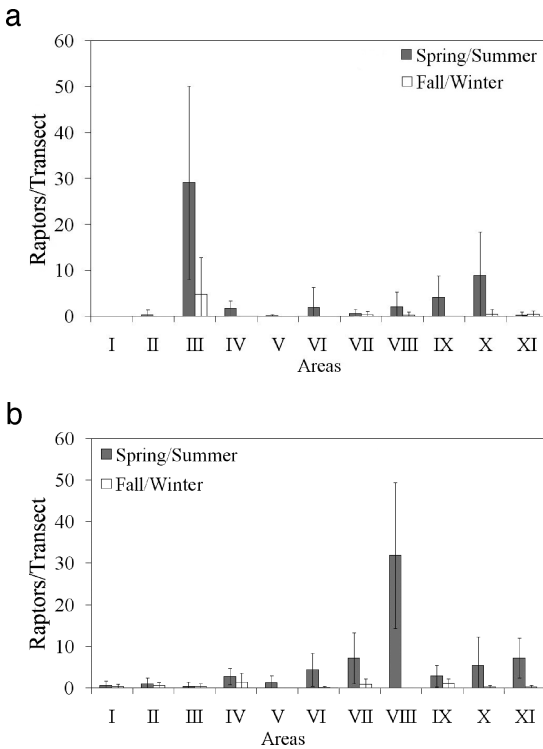 a
60
Spring/Summer
50
Fall/Winter
40
30
20
10
0
Raptors/Transect
I II III IV V VI VII VIII IX X XI
Areas
b
60
Spring/Summer
50
Fall/Winter
40
30
20
10
0
Raptors/Transect
I II III IV V VI VII VIII IX X XI
Areas